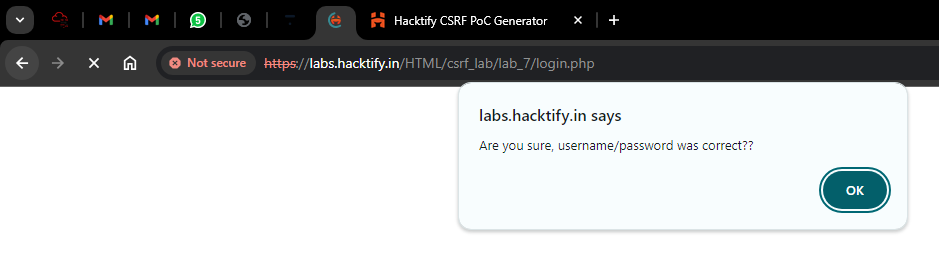 5
Hacktify CSRF PoC Generator
Not secure https://labs.hacktify.in/HTML/csrf_lab/lab_7/login.php
labs.hacktify.in says
Are you sure, username/password was correct??
OK